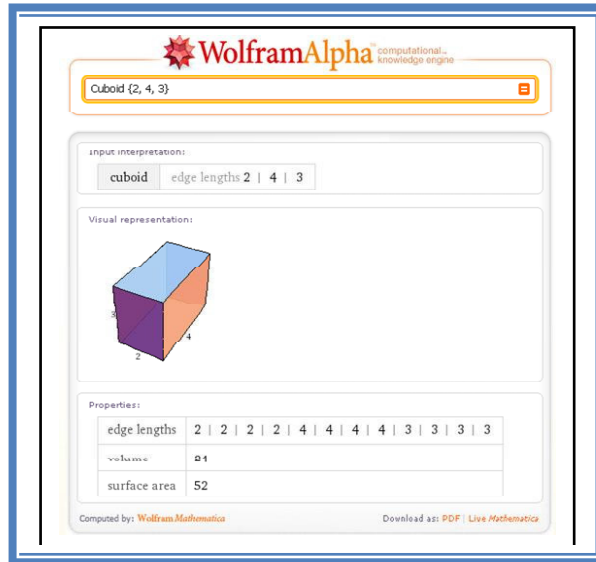 WolframAlpha™ computational...
knowledge engine
Cuboid {2, 4, 3}
Input interpretation:
cuboid edge lengths 2 | 4 | 3
Visual representation:
3
4
2
Properties:
edge lengths 2 | 2 | 2 | 2 | 4 | 4 | 4 | 4 | 3 | 3 | 3 | 3
volume
surface area 52
Computed by: Wolfram Mathematica Download as: PDF | Live Mathematica